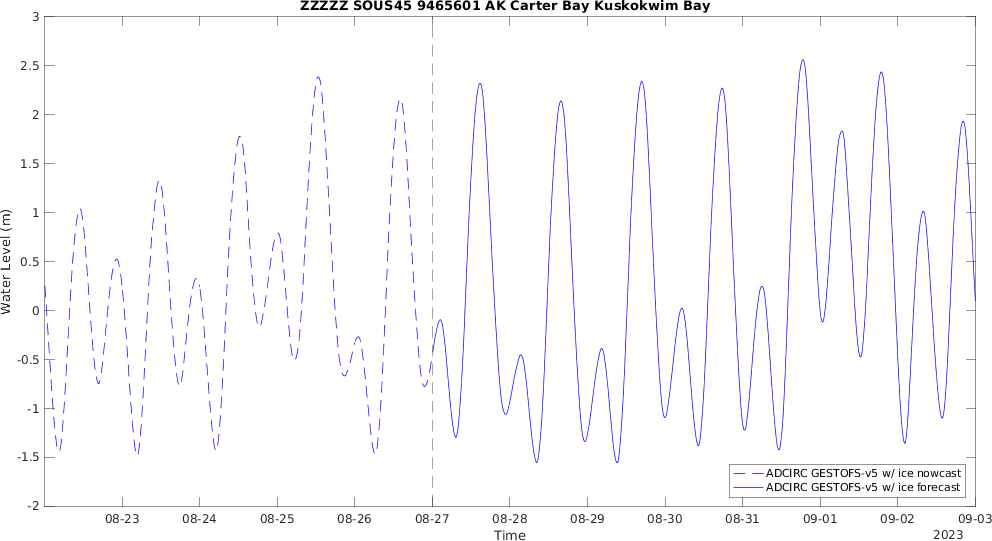 ZZZZZ SOUS45 9465601 AK Carter Bay Kuskokwim Bay
3
2.5
2
1.5
1
0.5
0
-0.5
-1
-1.5
-2
Water Level (m)
ADCIRC GESTOFS-v5 w/ ice nowcast
ADCIRC GESTOFS-v5 w/ ice forecast
08-23 08-24 08-25 08-26 08-27 08-28 08-29 08-30 08-31 09-01 09-02 09-03
Time
2023